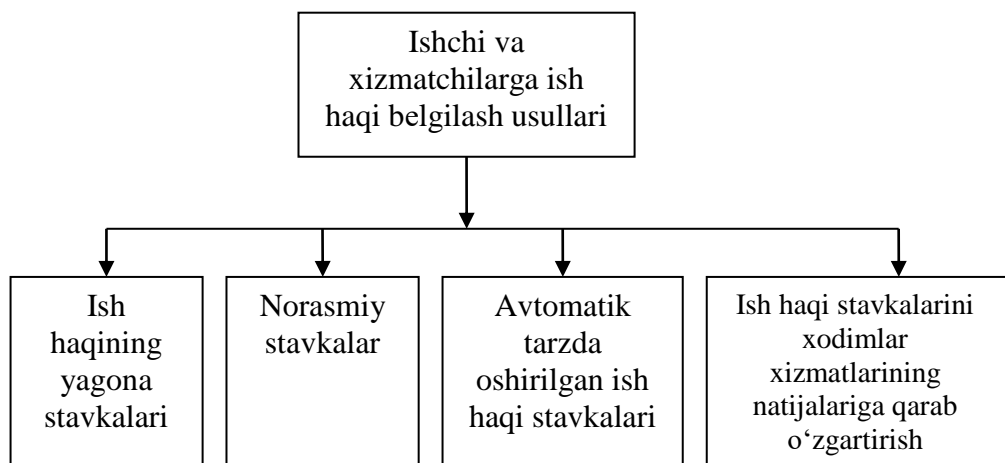 Ishchi va
xizmatchilarga ish
haqi belgilash usullari
Ish
haqining
yagona
stavkalari
Norasmiy
stavkalar
Avtomatik
tarzda
oshirilgan ish
haqi stavkalari
Ish haqi stavkalarini
xodimlar
xizmatlarining
natijalariga qarab
o‘zgartirish